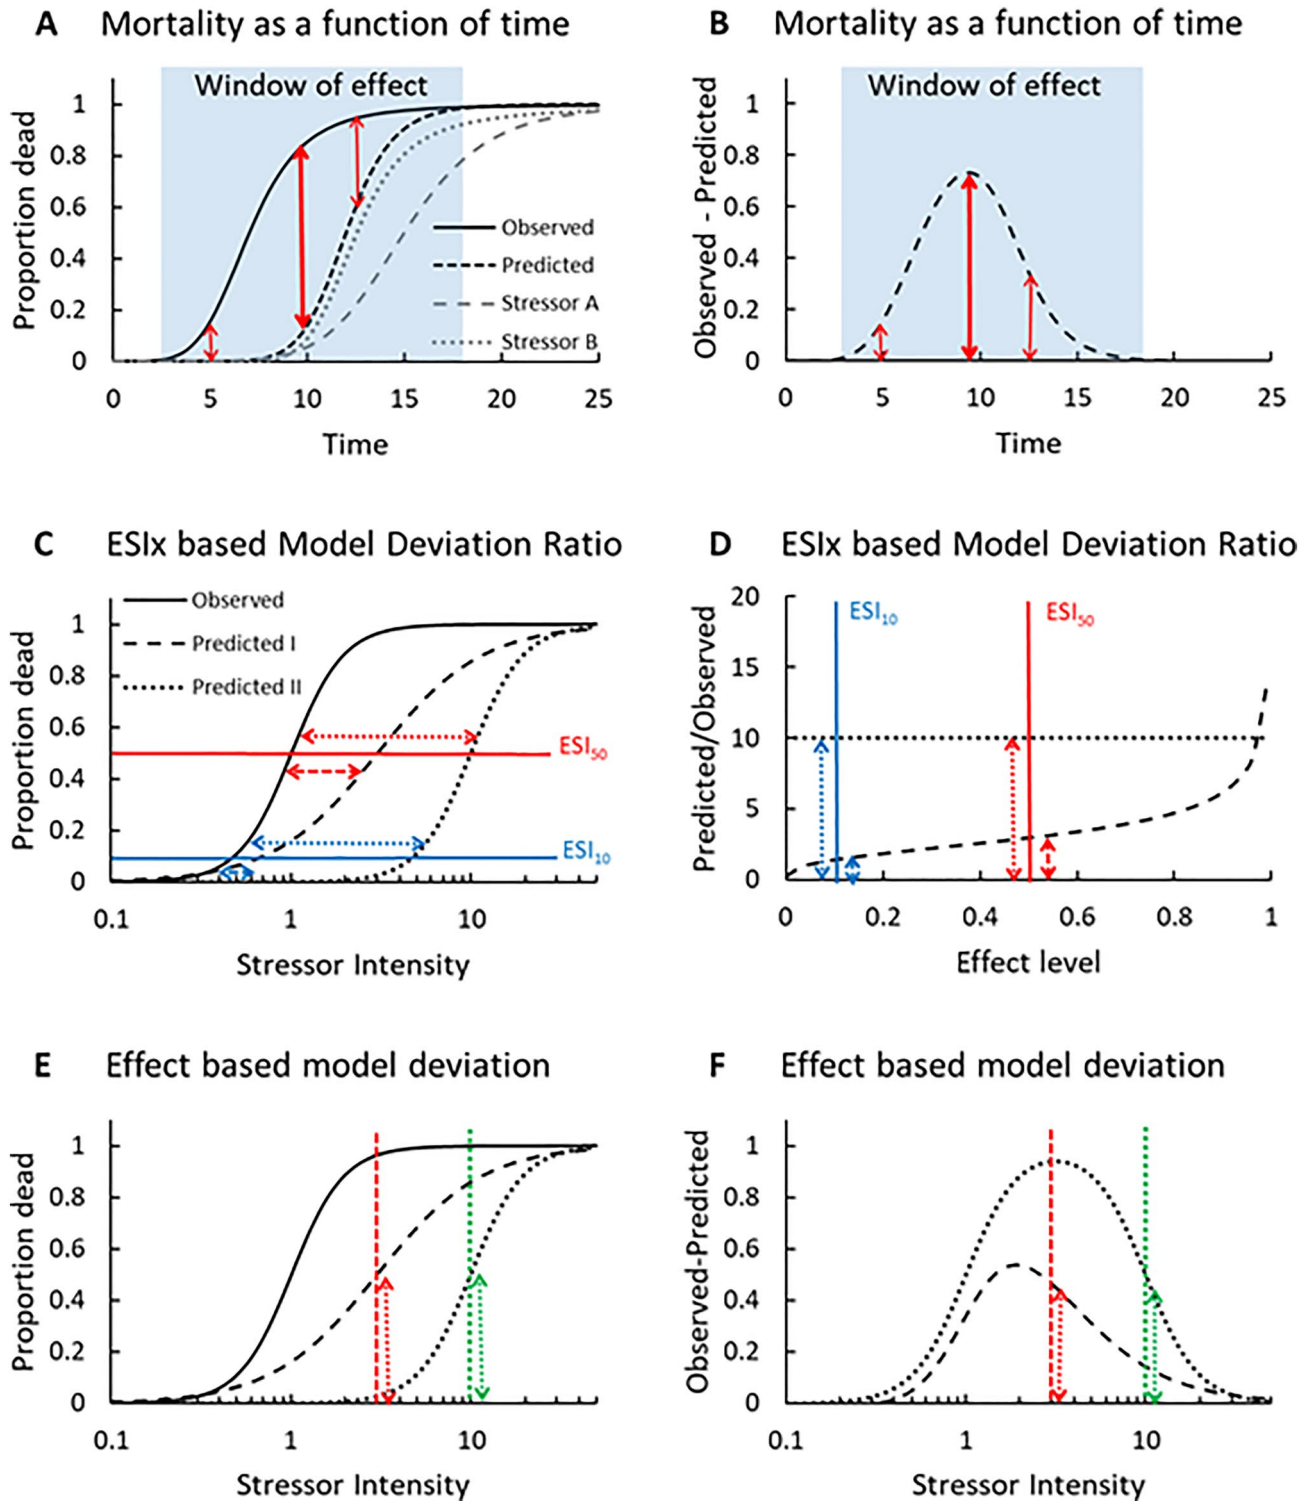 A Mortality as a function of time
Window of effect
Proportion dead
1
0.8
0.6
0.4
0.2
0
Observed
Predicted
Stressor A
Stressor B
0 5 10 15 20 25
Time
B Mortality as a function of time
Window of effect
Observed - Predicted
1
0.8
0.6
0.4
0.2
0
0 5 10 15 20 25
Time
C ESIx based Model Deviation Ratio
Observed
Predicted I
Predicted II
Proportion dead
1
0.8
0.6
0.4
0.2
0
ESI50
ESI10
0.1 1 10
Stressor Intensity
D ESIx based Model Deviation Ratio
Predicted/Observed
20
15
10
5
0
ESI10
ESI50
0 0.2 0.4 0.6 0.8 1
Effect level
E Effect based model deviation
Proportion dead
1
0.8
0.6
0.4
0.2
0
0.1 1 10
Stressor Intensity
F Effect based model deviation
Observed-Predicted
1
0.8
0.6
0.4
0.2
0
0.1 1 10
Stressor Intensity